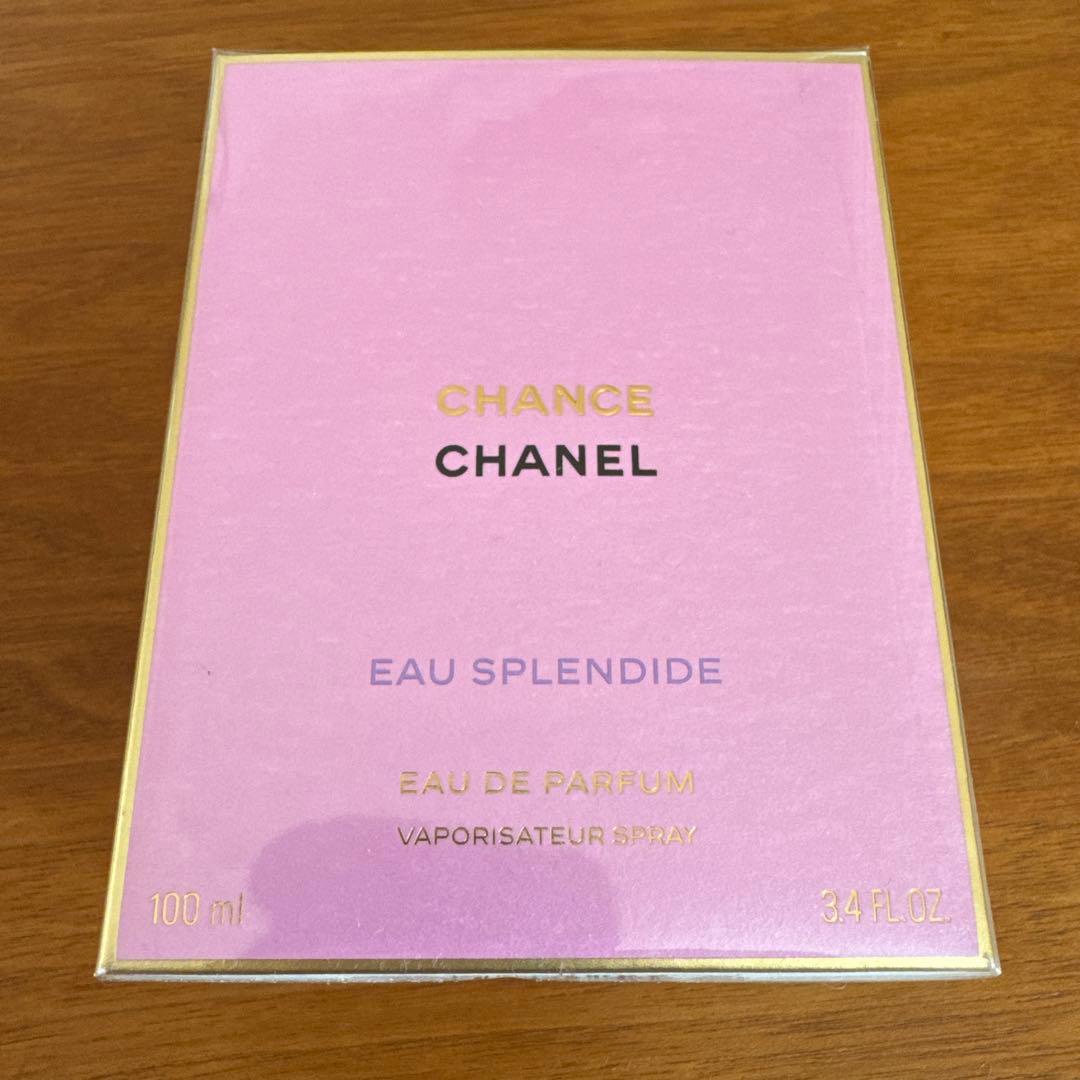 CHANCE
CHANEL
EAU SPLENDIDE
EAU DE PARFUM
VAPORISATEUR SPRAY
100 ml
3.4 FL.OZ.